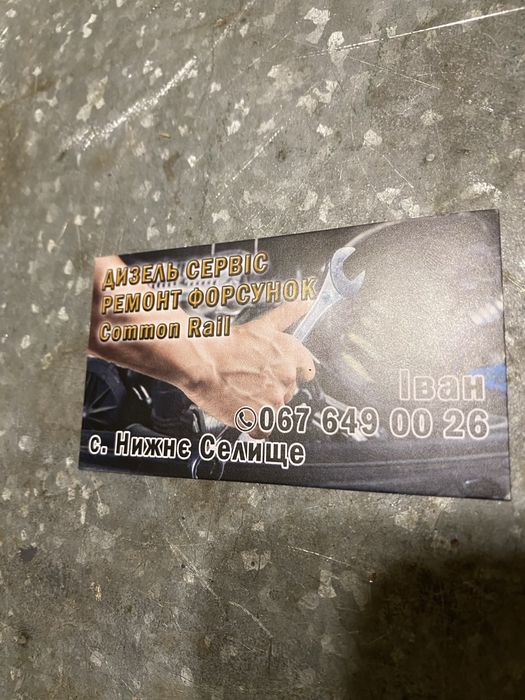 ДИЗЕЛЬ СЕРВІС
РЕМОНТ ФОРСУНОК
Common Rail
Іван
067 649 00 26
с. Нижнє Селище